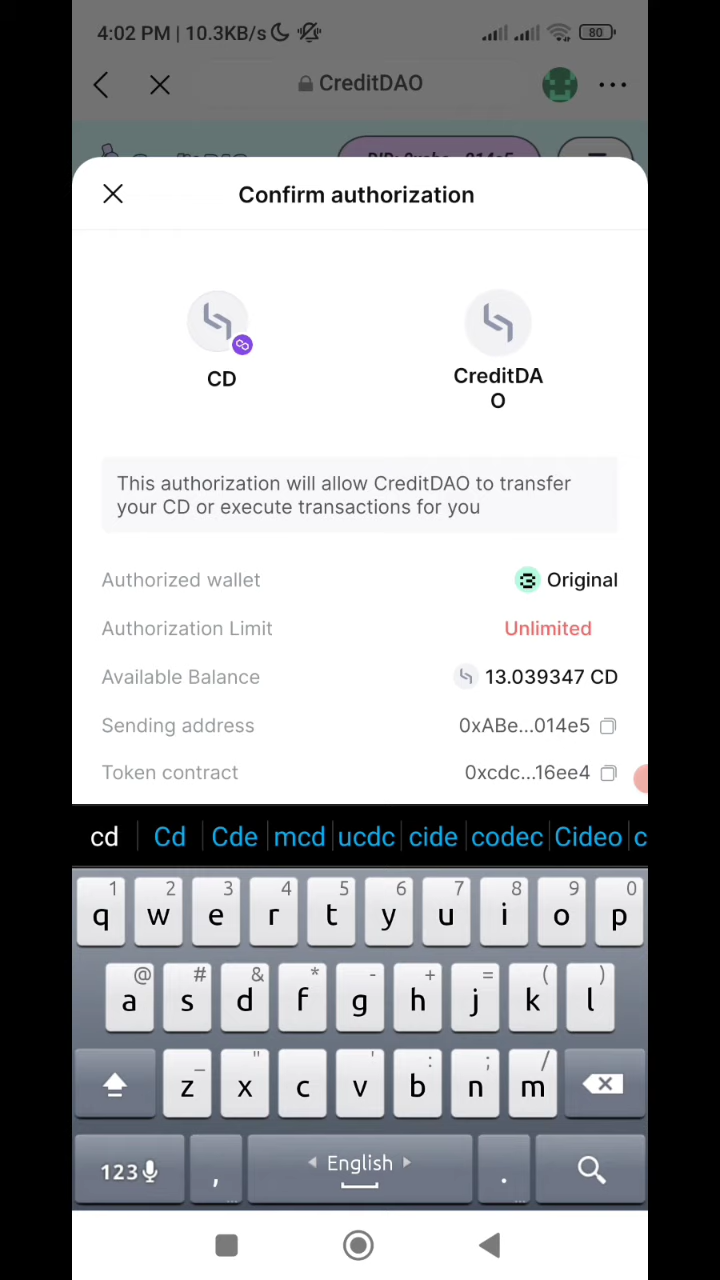 4:02 PM | 10.3KB/s
80
CreditDAO
Confirm authorization
CD
CreditDA
O
This authorization will allow CreditDAO to transfer
your CD or execute transactions for you
Authorized wallet
Original
Authorization Limit
Unlimited
Available Balance
13.039347 CD
Sending address
0xABe...014e5
Token contract
0xcdc...16ee4
cd Cd Cde mcd ucdc cide codec Cideo c
1 2 3 4 5 6 7 8 9 0
q w e r t y u i o p
@ # & * - + = ( )
a s d f g h j k l
_ " ' : ; /
z x c v b n m
123 , English .